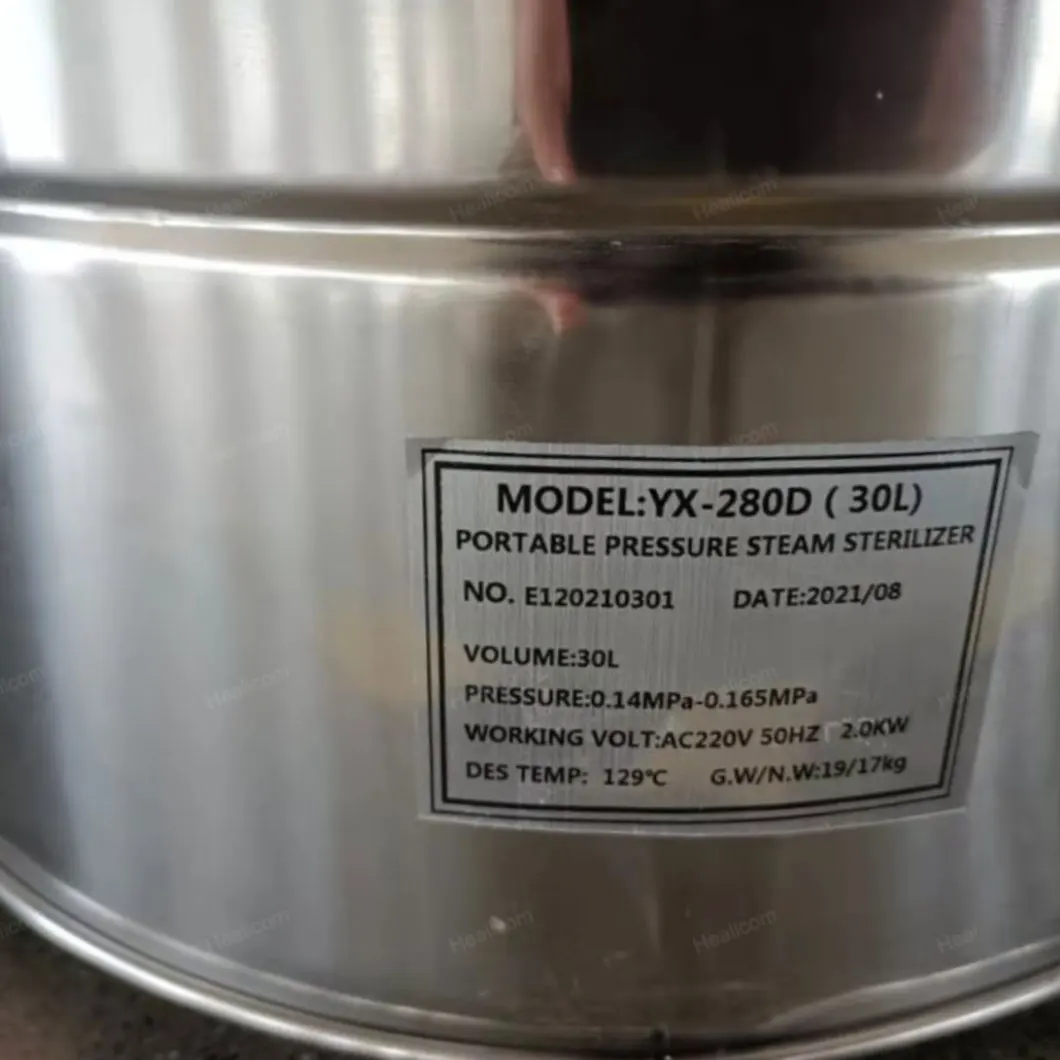 MODEL:YX-280D ( 30L)
PORTABLE PRESSURE STEAM STERILIZER
NO. E120210301 DATE:2021/08
VOLUME:30L
PRESSURE:0.14MPa-0.165MPa
WORKING VOLT:AC220V 50HZ 2.0KW
DES TEMP: 129℃ G.W/N.W:19/17kg
Healicom